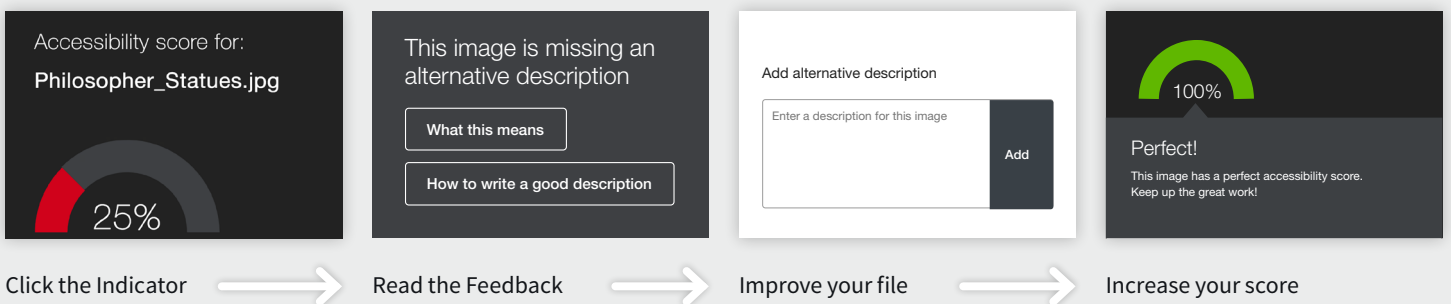 Accessibility score for:
Philosopher_Statues.jpg
25%
This image is missing an
alternative description
What this means
How to write a good description
Add alternative description
Enter a description for this image
Add
100%
Perfect!
This image has a perfect accessibility score.
Keep up the great work!
Click the Indicator
Read the Feedback
Improve your file
Increase your score